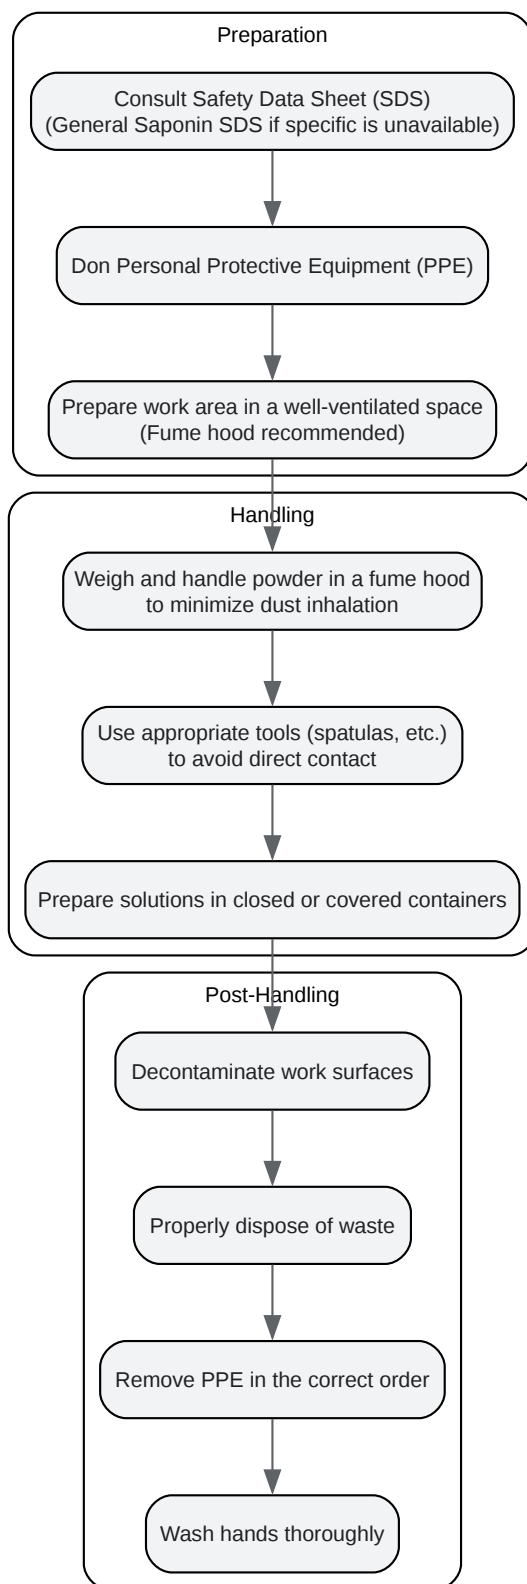 Preparation
Consult Safety Data Sheet (SDS)
(General Saponin SDS if specific is unavailable)
Don Personal Protective Equipment (PPE)
Prepare work area in a well-ventilated space
(Fume hood recommended)
Handling
Weigh and handle powder in a fume hood
to minimize dust inhalation
Use appropriate tools (spatulas, etc.)
to avoid direct contact
Prepare solutions in closed or covered containers
Post-Handling
Decontaminate work surfaces
Properly dispose of waste
Remove PPE in the correct order
Wash hands thoroughly